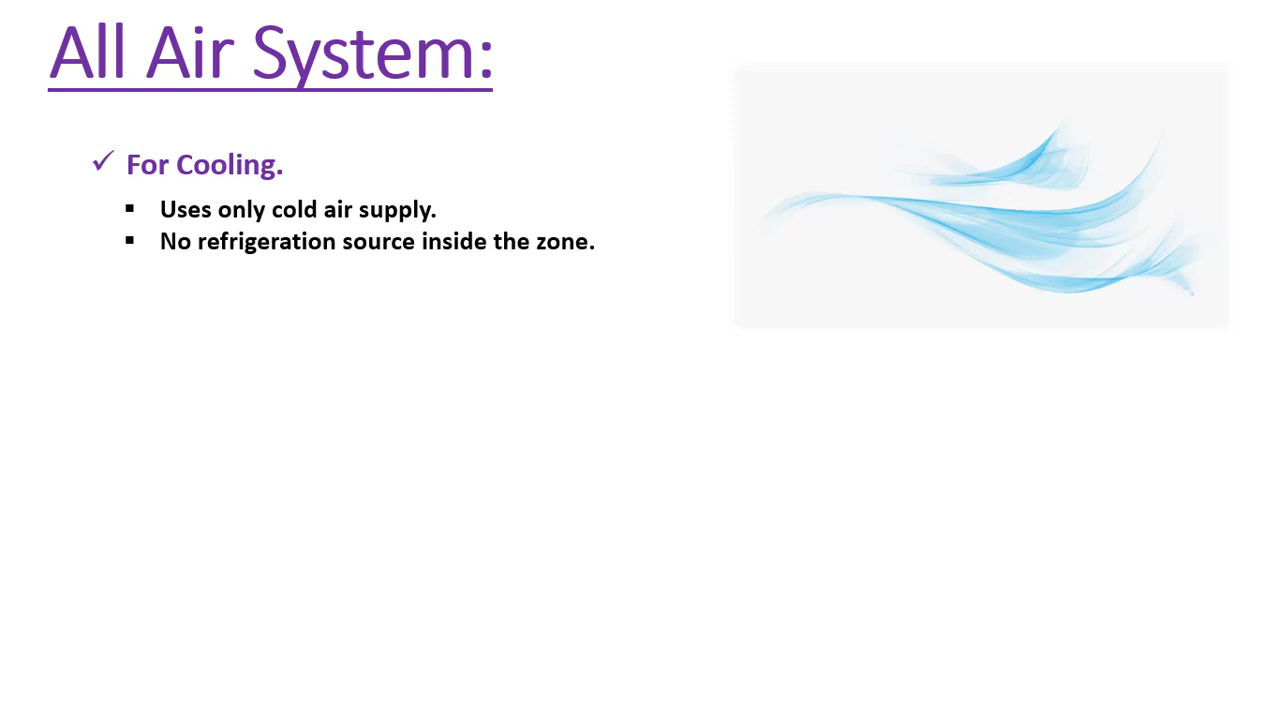 All Air System:
✓ For Cooling.
▪ Uses only cold air supply.
▪ No refrigeration source inside the zone.